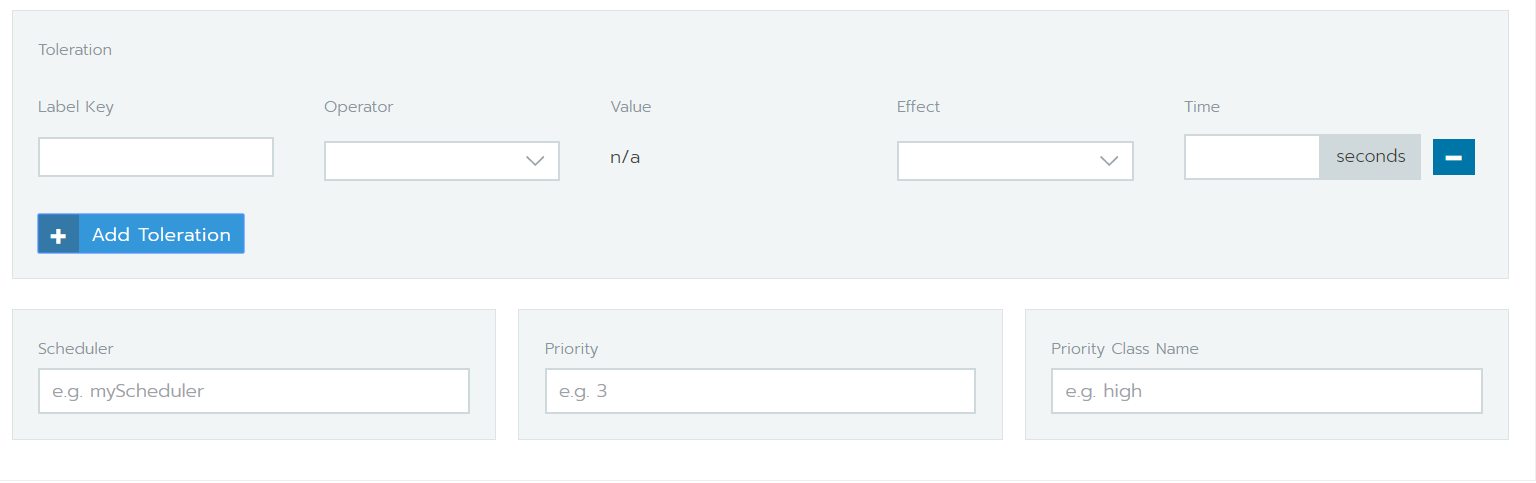 Toleration
Label Key Operator Value Effect Time
n/a seconds
Add Toleration
Scheduler Priority Priority Class Name
e.g. myScheduler e.g. 3 e.g. high